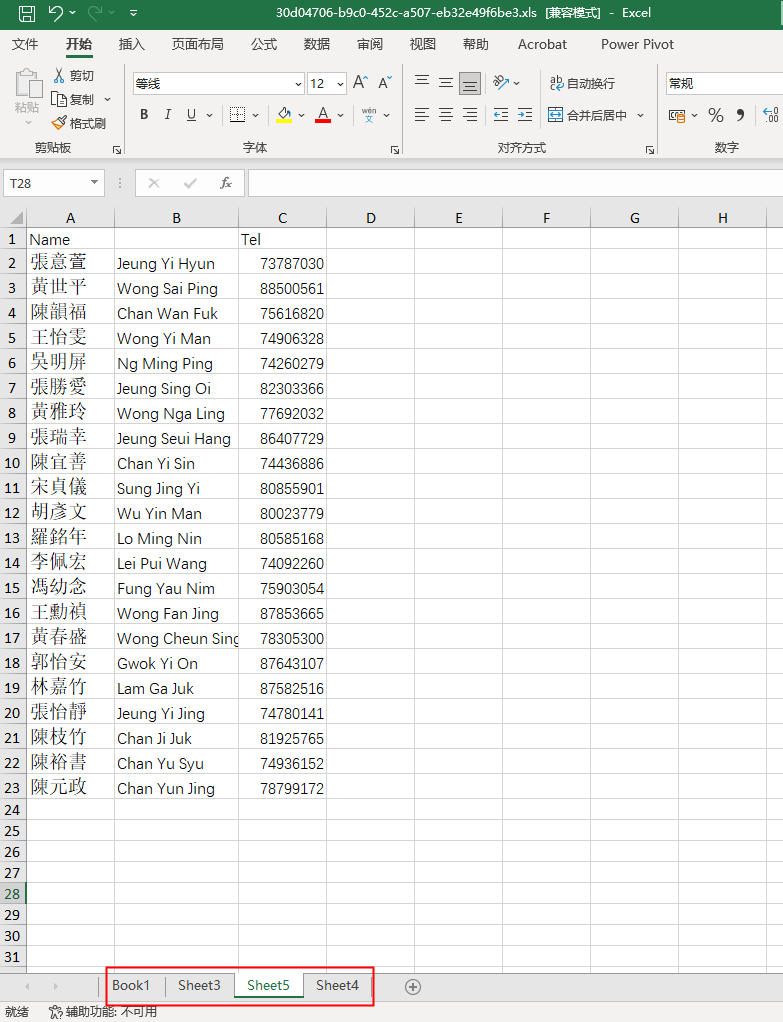 30d04706-b9c0-452c-a507-eb32e49f6be3.xls [兼容模式] - Excel
文件 开始 插入 页面布局 公式 数据 审阅 视图 帮助 Acrobat Power Pivot
粘贴 剪切 复制 格式刷 剪贴板
等线 12 A A B I U A wén 文 字体
ab 自动换行 合并后居中 对齐方式
常规 % 数字
T28 fx
A B C D E F G H
1 Name Tel
2 張意萱 Jeung Yi Hyun 73787030
3 黃世平 Wong Sai Ping 88500561
4 陳韻福 Chan Wan Fuk 75616820
5 王怡雯 Wong Yi Man 74906328
6 吳明屏 Ng Ming Ping 74260279
7 張勝愛 Jeung Sing Oi 82303366
8 黃雅玲 Wong Nga Ling 77692032
9 張瑞幸 Jeung Seui Hang 86407729
10 陳宜善 Chan Yi Sin 74436886
11 宋貞儀 Sung Jing Yi 80855901
12 胡彥文 Wu Yin Man 80023779
13 羅銘年 Lo Ming Nin 80585168
14 李佩宏 Lei Pui Wang 74092260
15 馮幼念 Fung Yau Nim 75903054
16 王勳禎 Wong Fan Jing 87853665
17 黃春盛 Wong Cheun Sing 78305300
18 郭怡安 Gwok Yi On 87643107
19 林嘉竹 Lam Ga Juk 87582516
20 張怡靜 Jeung Yi Jing 74780141
21 陳枝竹 Chan Ji Juk 81925765
22 陳裕書 Chan Yu Syu 74936152
23 陳元政 Chan Yun Jing 78799172
24
25
26
27
28
29
30
31
Book1 Sheet3 Sheet5 Sheet4
就绪 辅助功能: 不可用